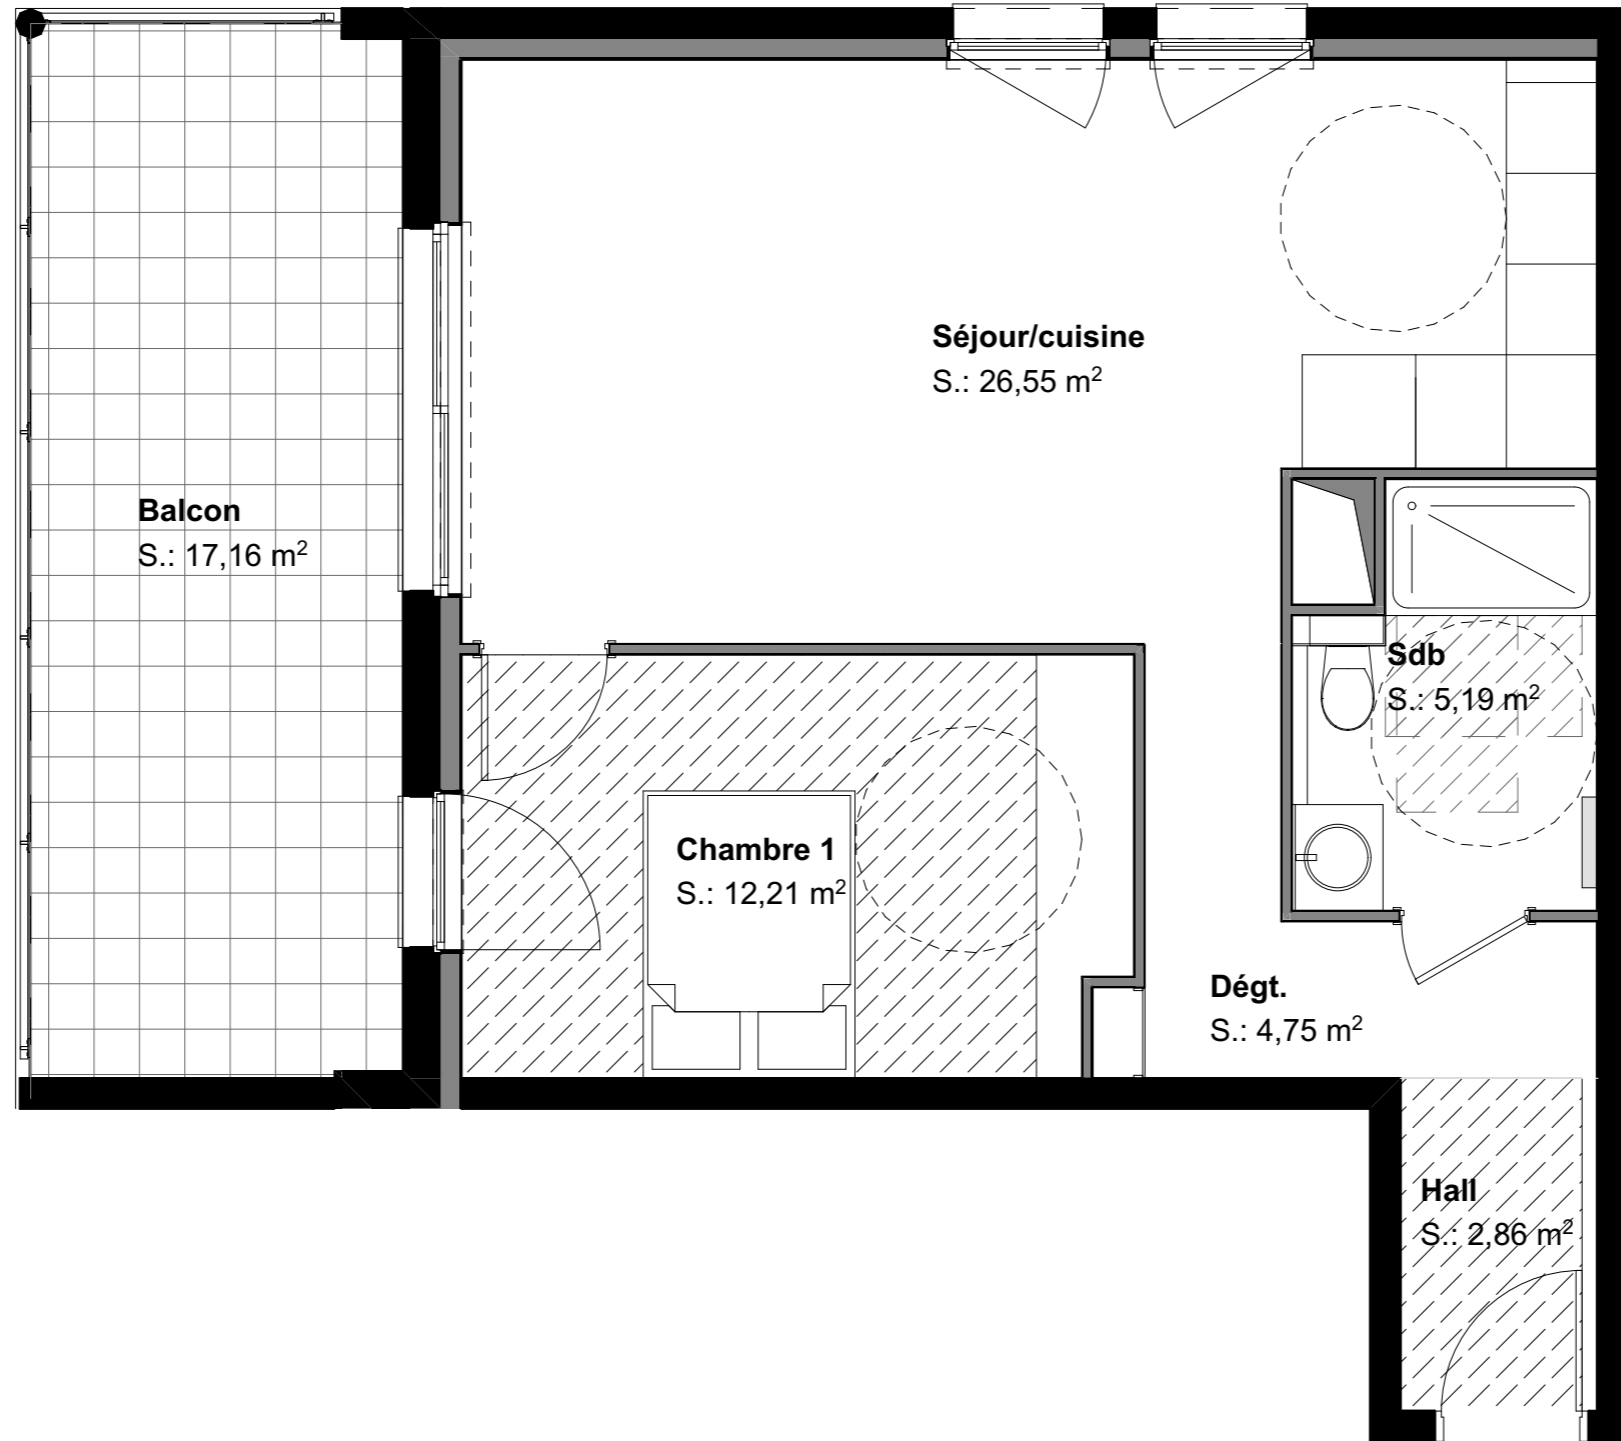 Séjour/cuisine
S.: 26,55 m²
Balcon
S.: 17,16 m²
Sdb
S.: 5,19 m²
Chambre 1
S.: 12,21 m²
Dégt.
S.: 4,75 m²
Hall
S.: 2,86 m²